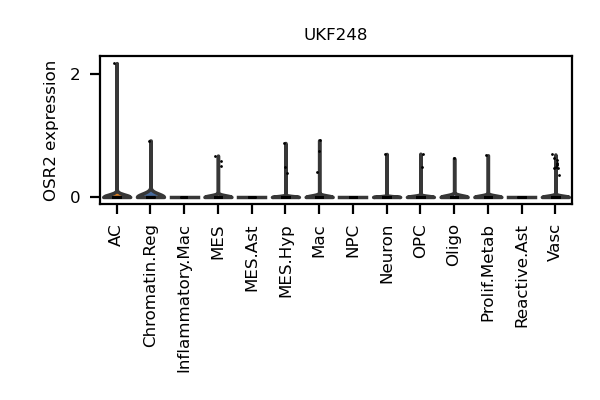 UKF248
OSR2 expression
2
0
AC
Chromatin.Reg
Inflammatory.Mac
MES
MES.Ast
MES.Hyp
Mac
NPC
Neuron
OPC
Oligo
Prolif.Metab
Reactive.Ast
Vasc